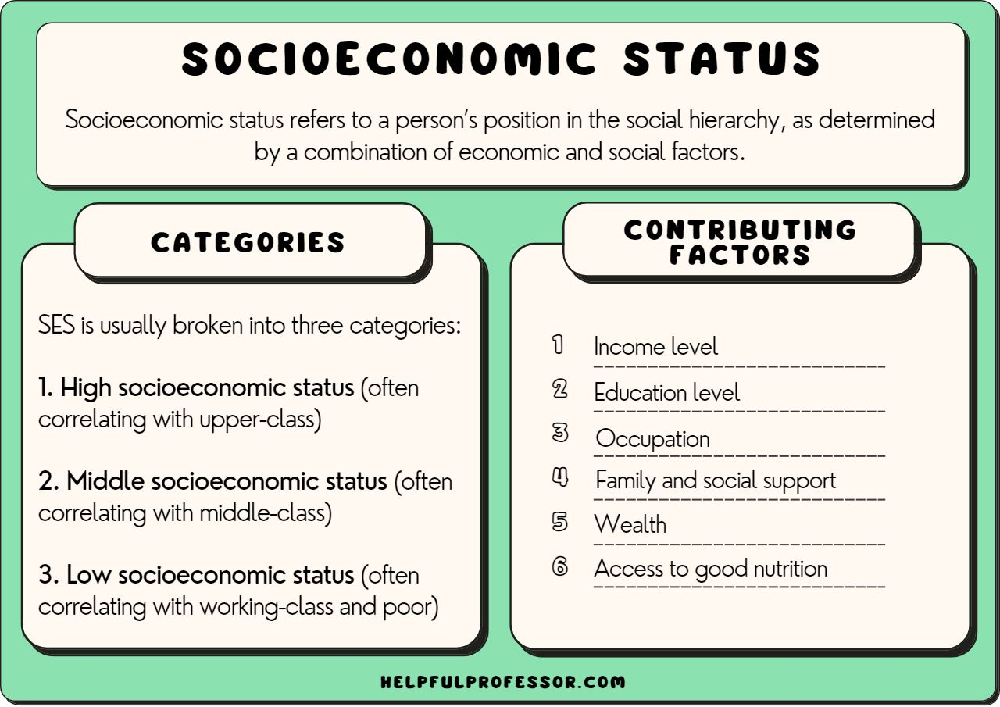 SOCIOECONOMIC STATUS
Socioeconomic status refers to a person's position in the social hierarchy, as determined
by a combination of economic and social factors.
CATEGORIES
SES is usually broken into three categories:
1. High socioeconomic status (often
correlating with upper-class)
2. Middle socioeconomic status (often
correlating with middle-class)
3. Low socioeconomic status (often
correlating with working-class and poor)
CONTRIBUTING
FACTORS
1 Income level
2 Education level
3 Occupation
4 Family and social support
5 Wealth
6 Access to good nutrition
HELPFULPROFESSOR.COM